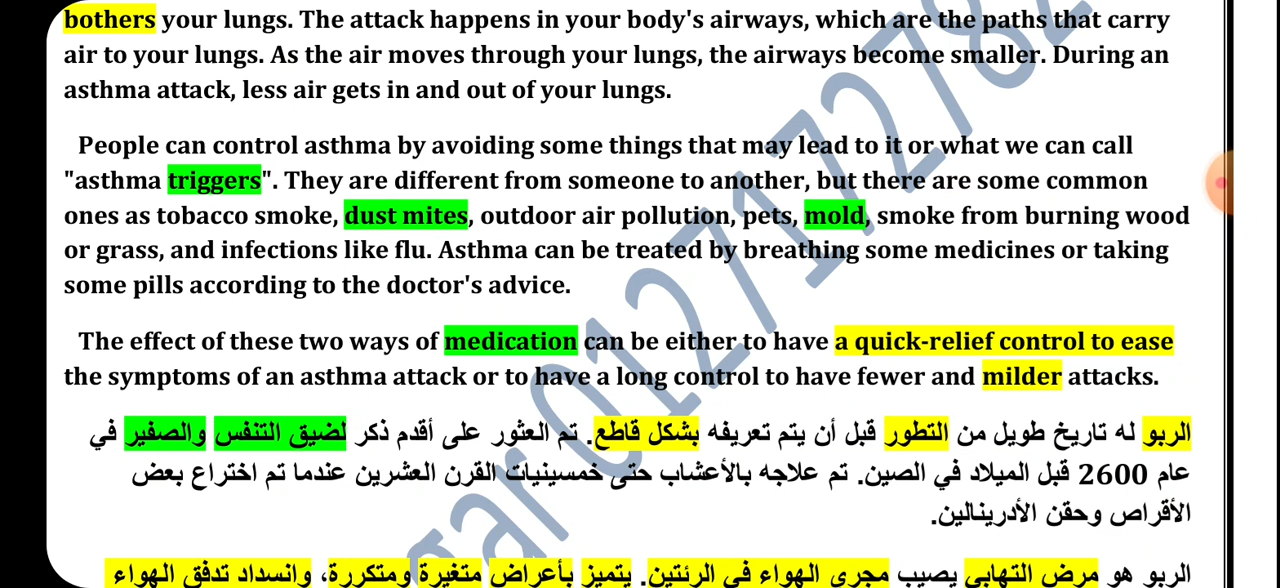 bothers your lungs. The attack happens in your body's airways, which are the paths that carry
air to your lungs. As the air moves through your lungs, the airways become smaller. During an
asthma attack, less air gets in and out of your lungs.
People can control asthma by avoiding some things that may lead to it or what we can call
"asthma triggers". They are different from someone to another, but there are some common
ones as tobacco smoke, dust mites, outdoor air pollution, pets, mold, smoke from burning wood
or grass, and infections like flu. Asthma can be treated by breathing some medicines or taking
some pills according to the doctor's advice.
The effect of these two ways of medication can be either to have a quick-relief control to ease
the symptoms of an asthma attack or to have a long control to have fewer and milder attacks.
الربو له تاريخ طويل من التطور قبل أن يتم تعريفه بشكل قاطع. تم العثور على أقدم ذكر لضيق التنفس والصفير في
عام 2600 قبل الميلاد في الصين. تم علاجه بالأعشاب حتى خمسينيات القرن العشرين عندما تم اختراع بعض
الأقراص وحقن الأدرينالين.
الربو هو مرض التهابي يصيب مجرى الهواء في الرئتين. يتميز بأعراض متغيرة ومتكررة، وانسداد تدفق الهواء